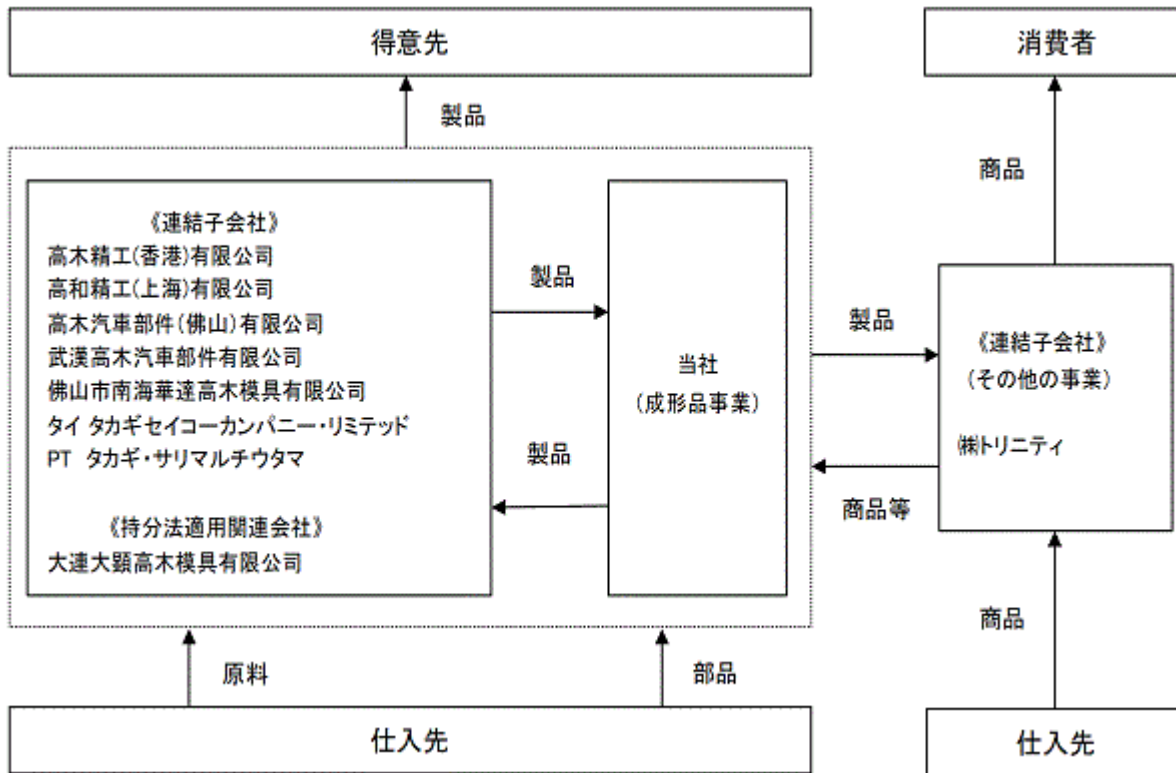 得意先
消費者
製品
商品
《連結子会社》
高木精工(香港)有限公司
高和精工(上海)有限公司
高木汽車部件(佛山)有限公司
武漢高木汽車部件有限公司
佛山市南海華達高木模具有限公司
タイ タカギセイコーカンパニー・リミテッド
PT タカギ・サリマルチウタマ
《持分法適用関連会社》
大連大顕高木模具有限公司
製品
製品
当社
(成形品事業)
製品
商品等
《連結子会社》
(その他の事業)
㈱トリニティ
原料
部品
商品
仕入先
仕入先